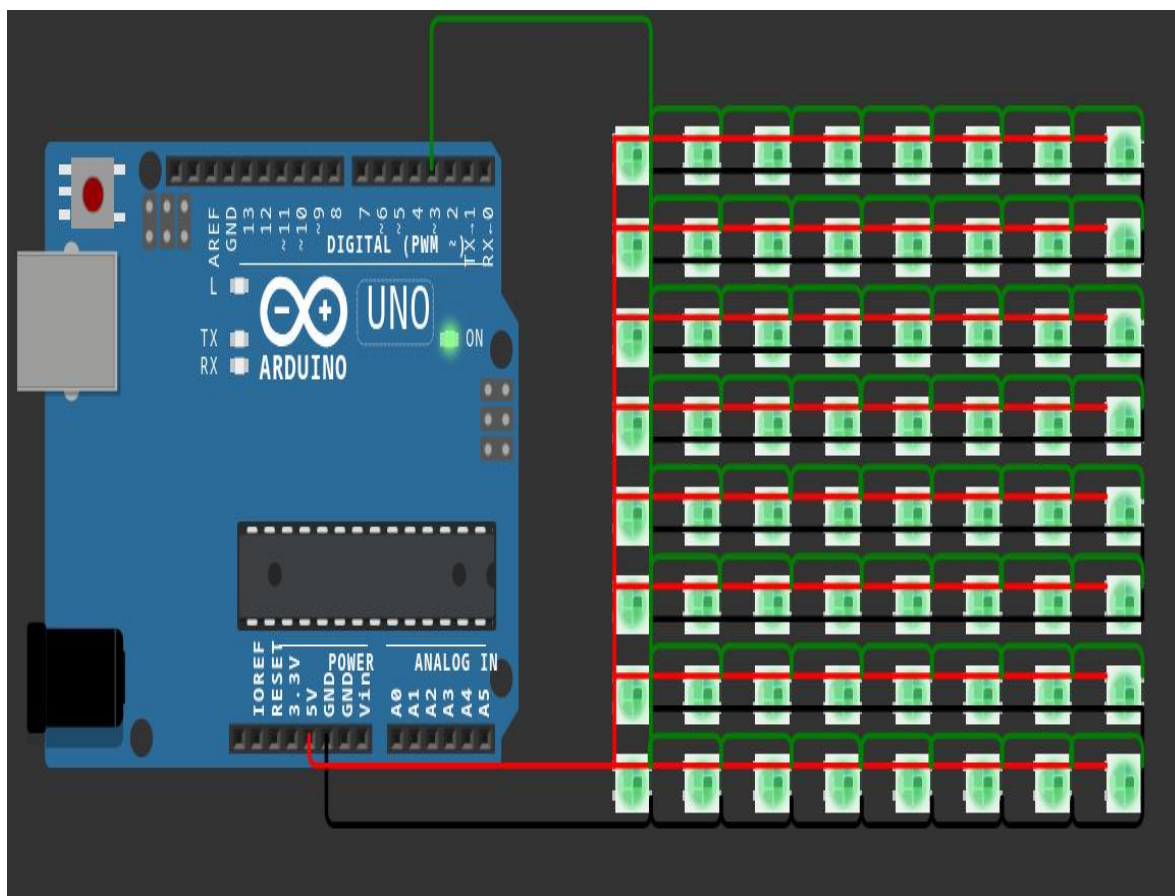 AREF
GND
13
12
~11
~10
~9
8
7
~6
~5
4
~3
2
TX→1
RX←0
DIGITAL (PWM ~)
L
TX
RX
UNO
ON
ARDUINO
IOREF
RESET
3.3V
5V
GND
GND
Vin
POWER
ANALOG IN
A0
A1
A2
A3
A4
A5